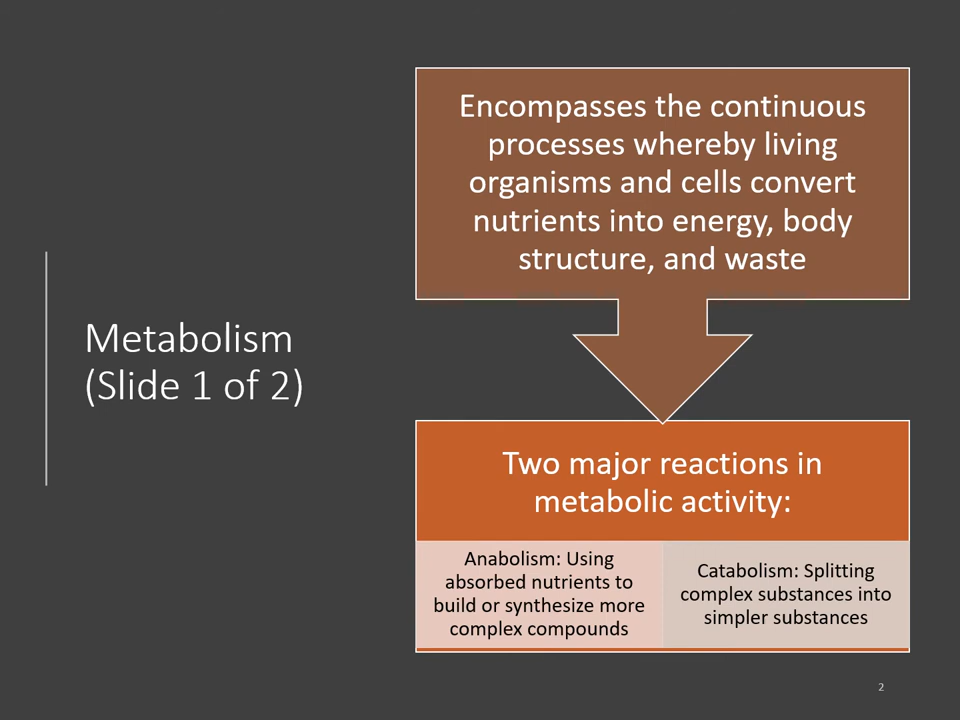 Metabolism
(Slide 1 of 2)
Encompasses the continuous
processes whereby living
organisms and cells convert
nutrients into energy, body
structure, and waste
Two major reactions in
metabolic activity:
Anabolism: Using
absorbed nutrients to
build or synthesize more
complex compounds
Catabolism: Splitting
complex substances into
simpler substances
2